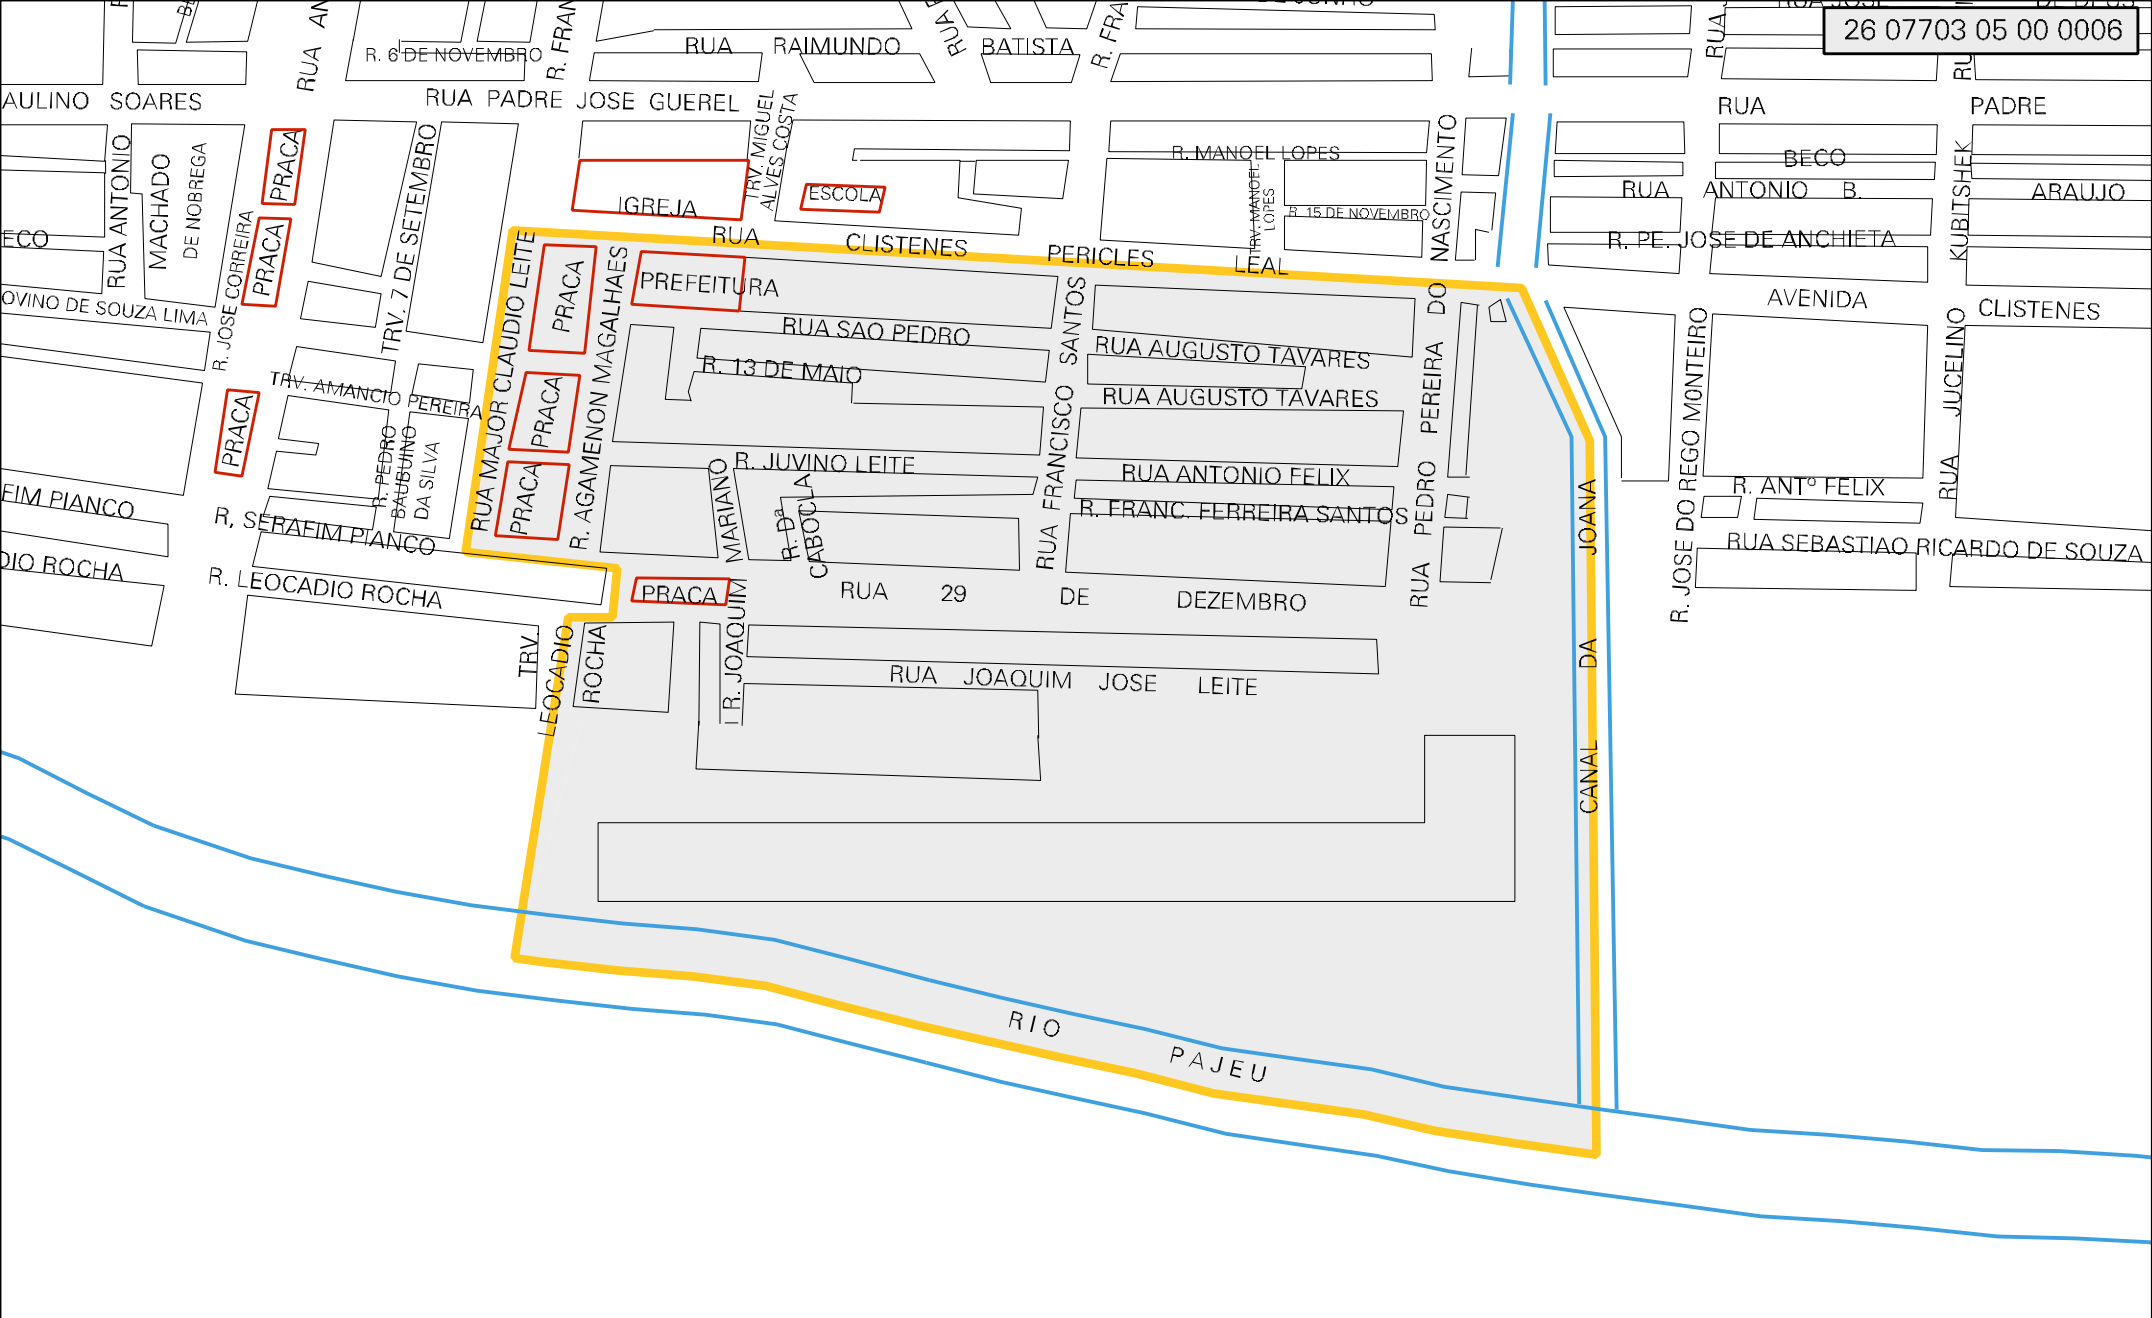 26 07703 05 00 0006
R. 6 DE NOVEMBRO
RUA RAIMUNDO BATISTA
AULINO SOARES
RUA PADRE JOSE GUEREL
RUA PADRE
PRACA
RUA ANTONIO
MACHADO
DE NOBREGA
TRV. 7 DE SETEMBRO
TRV. MIGUEL
ALVES COSTA
R. MANOEL LOPES
BECO
ESCOLA
TRV. MANOEL
LOPES
R. 15 DE NOVEMBRO
RUA ANTONIO B. ARAUJO
IGREJA
ECO
R. PE. JOSE DE ANCHIETA
RUA CLISTENES PERICLES LEAL
PRACA
R. JOSE CORREIRA
PRACA
PREFEITURA
OVINO DE SOUZA LIMA
AVENIDA CLISTENES
RUA MAJOR CLAUDIO LEITE
R. AGAMENON MAGALHAES
RUA SAO PEDRO
RUA FRANCISCO SANTOS
RUA AUGUSTO TAVARES
RUA PEDRO PEREIRA DO NASCIMENTO
R. 13 DE MAIO
TRV. AMANCIO PEREIRA
RUA AUGUSTO TAVARES
PRACA
PRACA
R. PEDRO
BAUBUINO
DA SILVA
R. JUVINO LEITE
RUA ANTONIO FELIX
R. ANTº FELIX
PRACA
FIM PIANCO
R, SERAFIM PIANCO
R. JOAQUIM MARIANO
R. Dª
CABOCLA
R. FRANC. FERREIRA SANTOS
CANAL DA JOANA
R. JOSE DO REGO MONTEIRO
RUA JUCELINO KUBITSHEK
RUA SEBASTIAO RICARDO DE SOUZA
DIO ROCHA
R. LEOCADIO ROCHA
PRACA
RUA 29 DE DEZEMBRO
TRV.
LEOCADIO
ROCHA
RUA JOAQUIM JOSE LEITE
RIO PAJEU